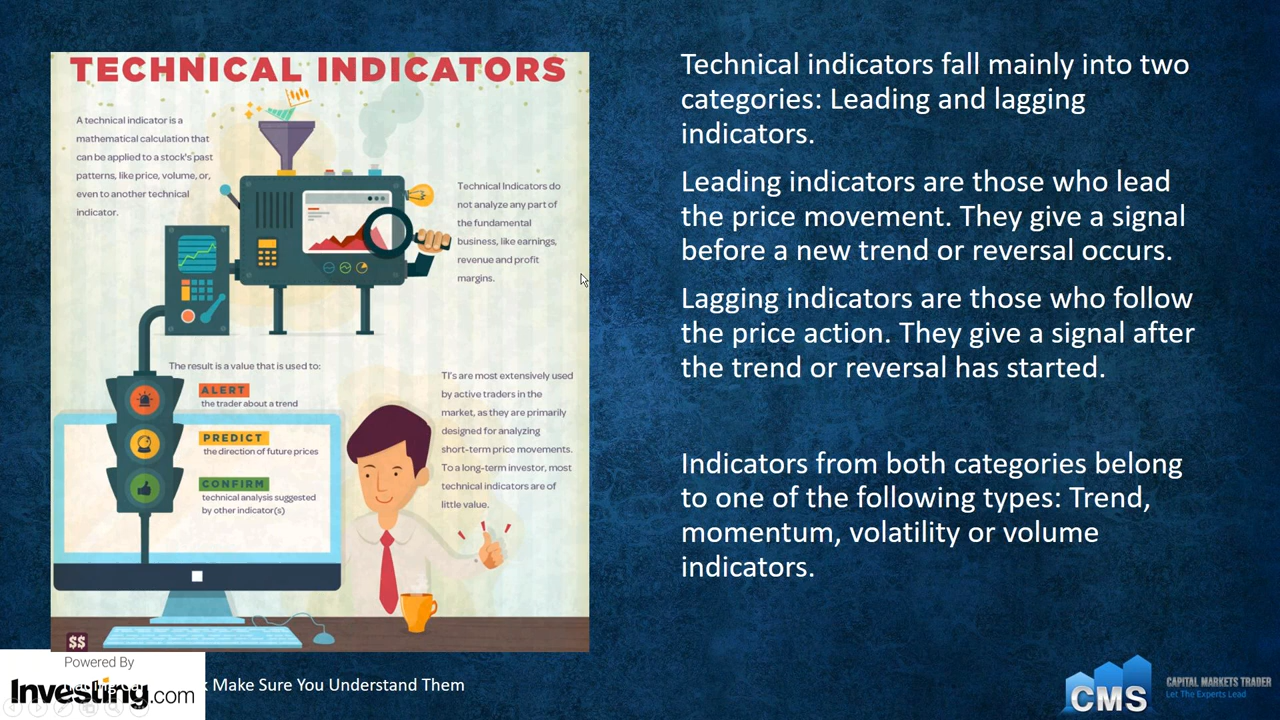 TECHNICAL INDICATORS
A technical indicator is a
mathematical calculation that
can be applied to a stock's past
patterns, like price, volume, or,
even to another technical
indicator.
Technical Indicators do
not analyze any part of
the fundamental
business, like earnings,
revenue and profit
margins.
The result is a value that is used to:
ALERT
the trader about a trend
PREDICT
the direction of future prices
CONFIRM
technical analysis suggested
by other indicator(s)
TI's are most extensively used
by active traders in the
market, as they are primarily
designed for analyzing
short-term price movements.
To a long-term investor, most
technical indicators are of
little value.
$$
Technical indicators fall mainly into two
categories: Leading and lagging
indicators.
Leading indicators are those who lead
the price movement. They give a signal
before a new trend or reversal occurs.
Lagging indicators are those who follow
the price action. They give a signal after
the trend or reversal has started.
Indicators from both categories belong
to one of the following types: Trend,
momentum, volatility or volume
indicators.
Powered By
Investing.com
Make Sure You Understand Them
CMS
CAPITAL MARKETS TRADER
Let The Experts Lead